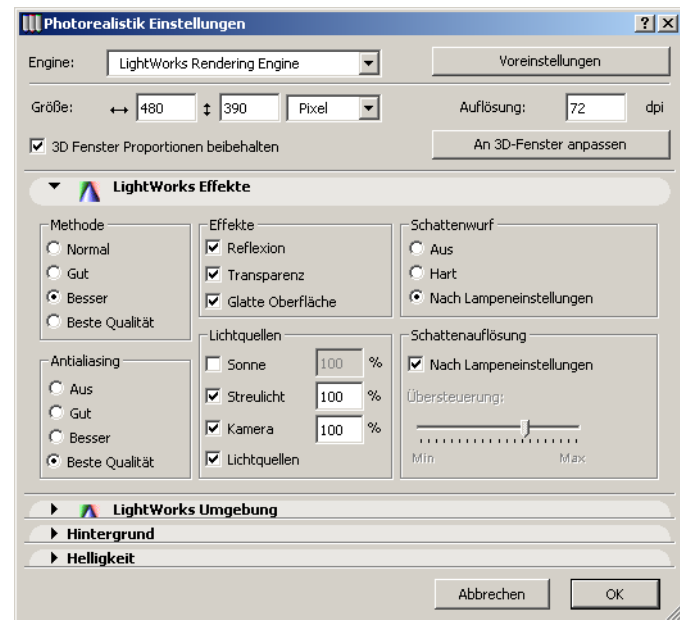 Photorealistik Einstellungen
Engine: LightWorks Rendering Engine Voreinstellungen
Größe: 480 390 Pixel Auflösung: 72 dpi
3D Fenster Proportionen beibehalten An 3D-Fenster anpassen
LightWorks Effekte
Methode
Normal
Gut
Besser
Beste Qualität
Antialiasing
Aus
Gut
Besser
Beste Qualität
Effekte
Reflexion
Transparenz
Glatte Oberfläche
Lichtquellen
Sonne 100 %
Streulicht 100 %
Kamera 100 %
Lichtquellen
Schattenwurf
Aus
Hart
Nach Lampeneinstellungen
Schattenauflösung
Nach Lampeneinstellungen
Übersteuerung:
Min Max
LightWorks Umgebung
Hintergrund
Helligkeit
Abbrechen OK